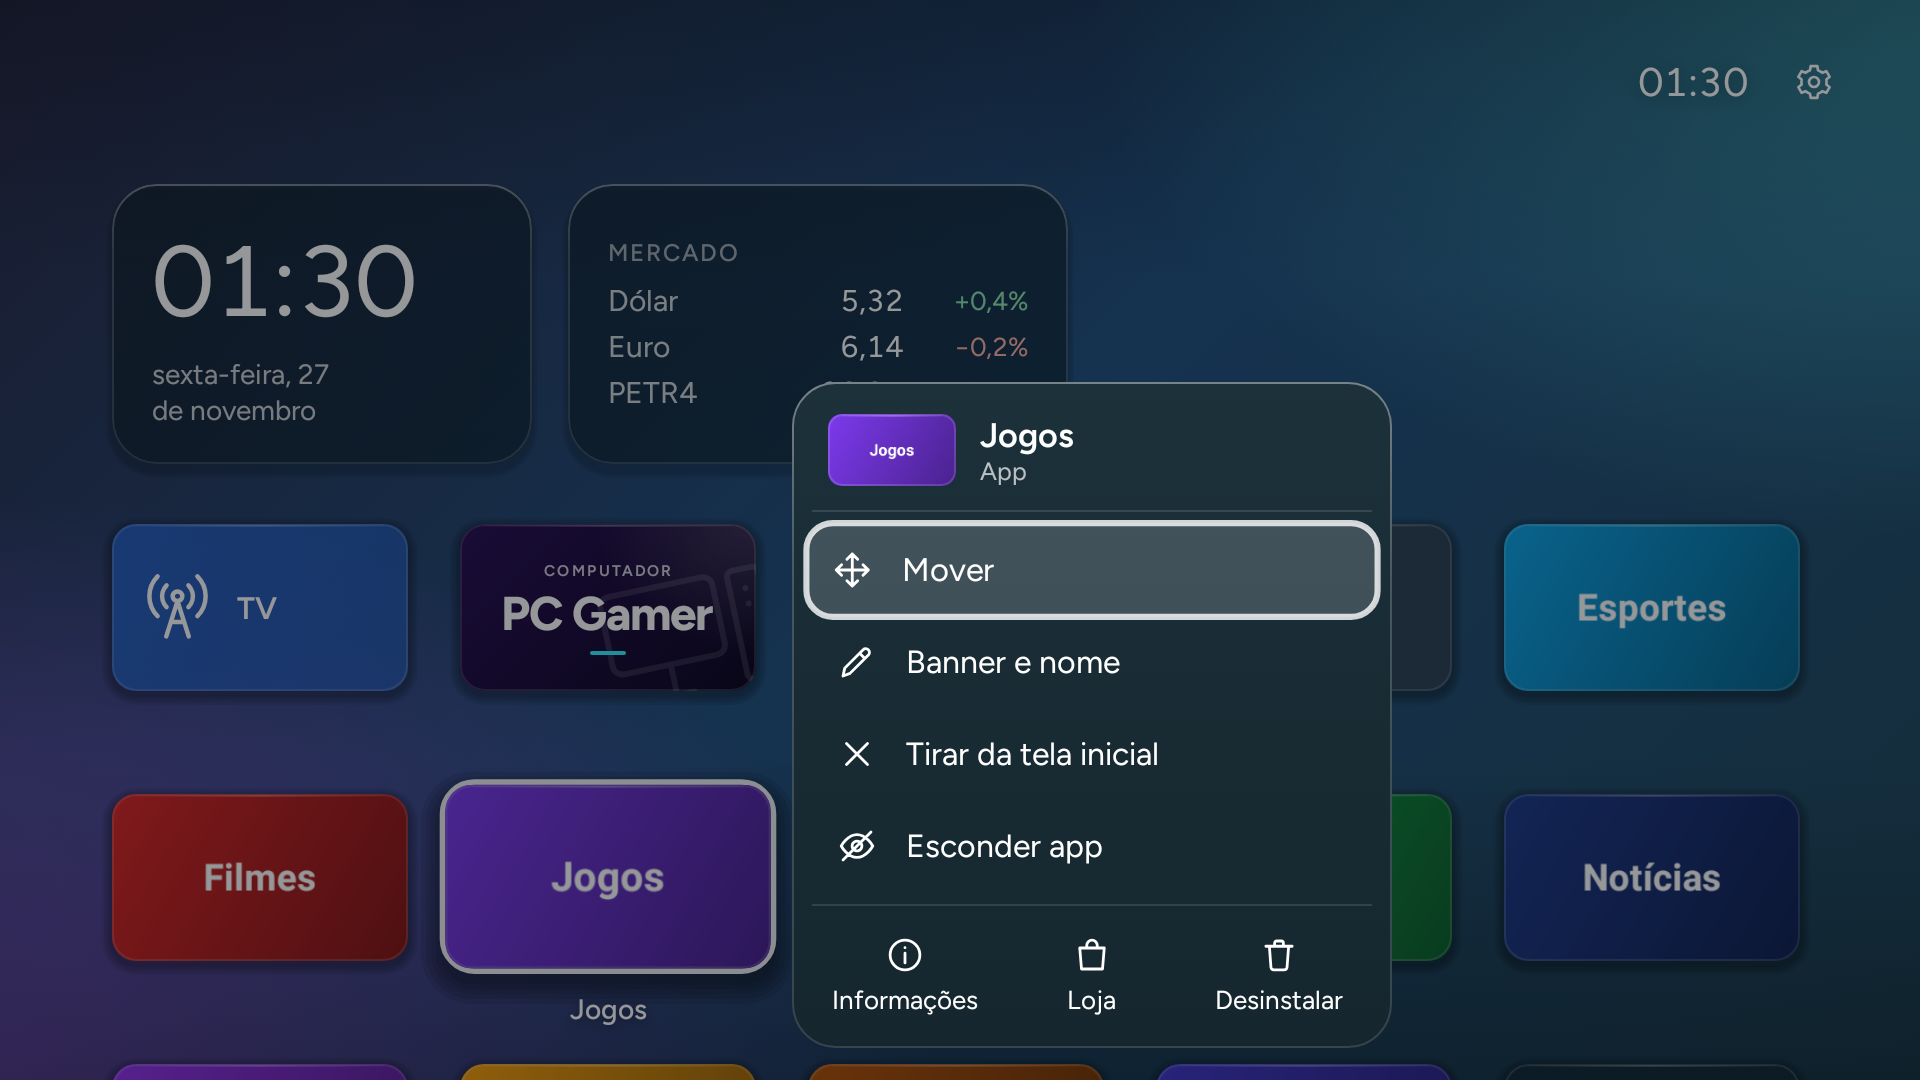 01:30
01:30
sexta-feira, 27
de novembro
MERCADO
Dólar 5,32 +0,4%
Euro 6,14 −0,2%
PETR4
Jogos
Jogos
App
Mover
Banner e nome
Tirar da tela inicial
Esconder app
Informações
Loja
Desinstalar
TV
COMPUTADOR
PC Gamer
Esportes
Filmes
Jogos
Notícias
Jogos